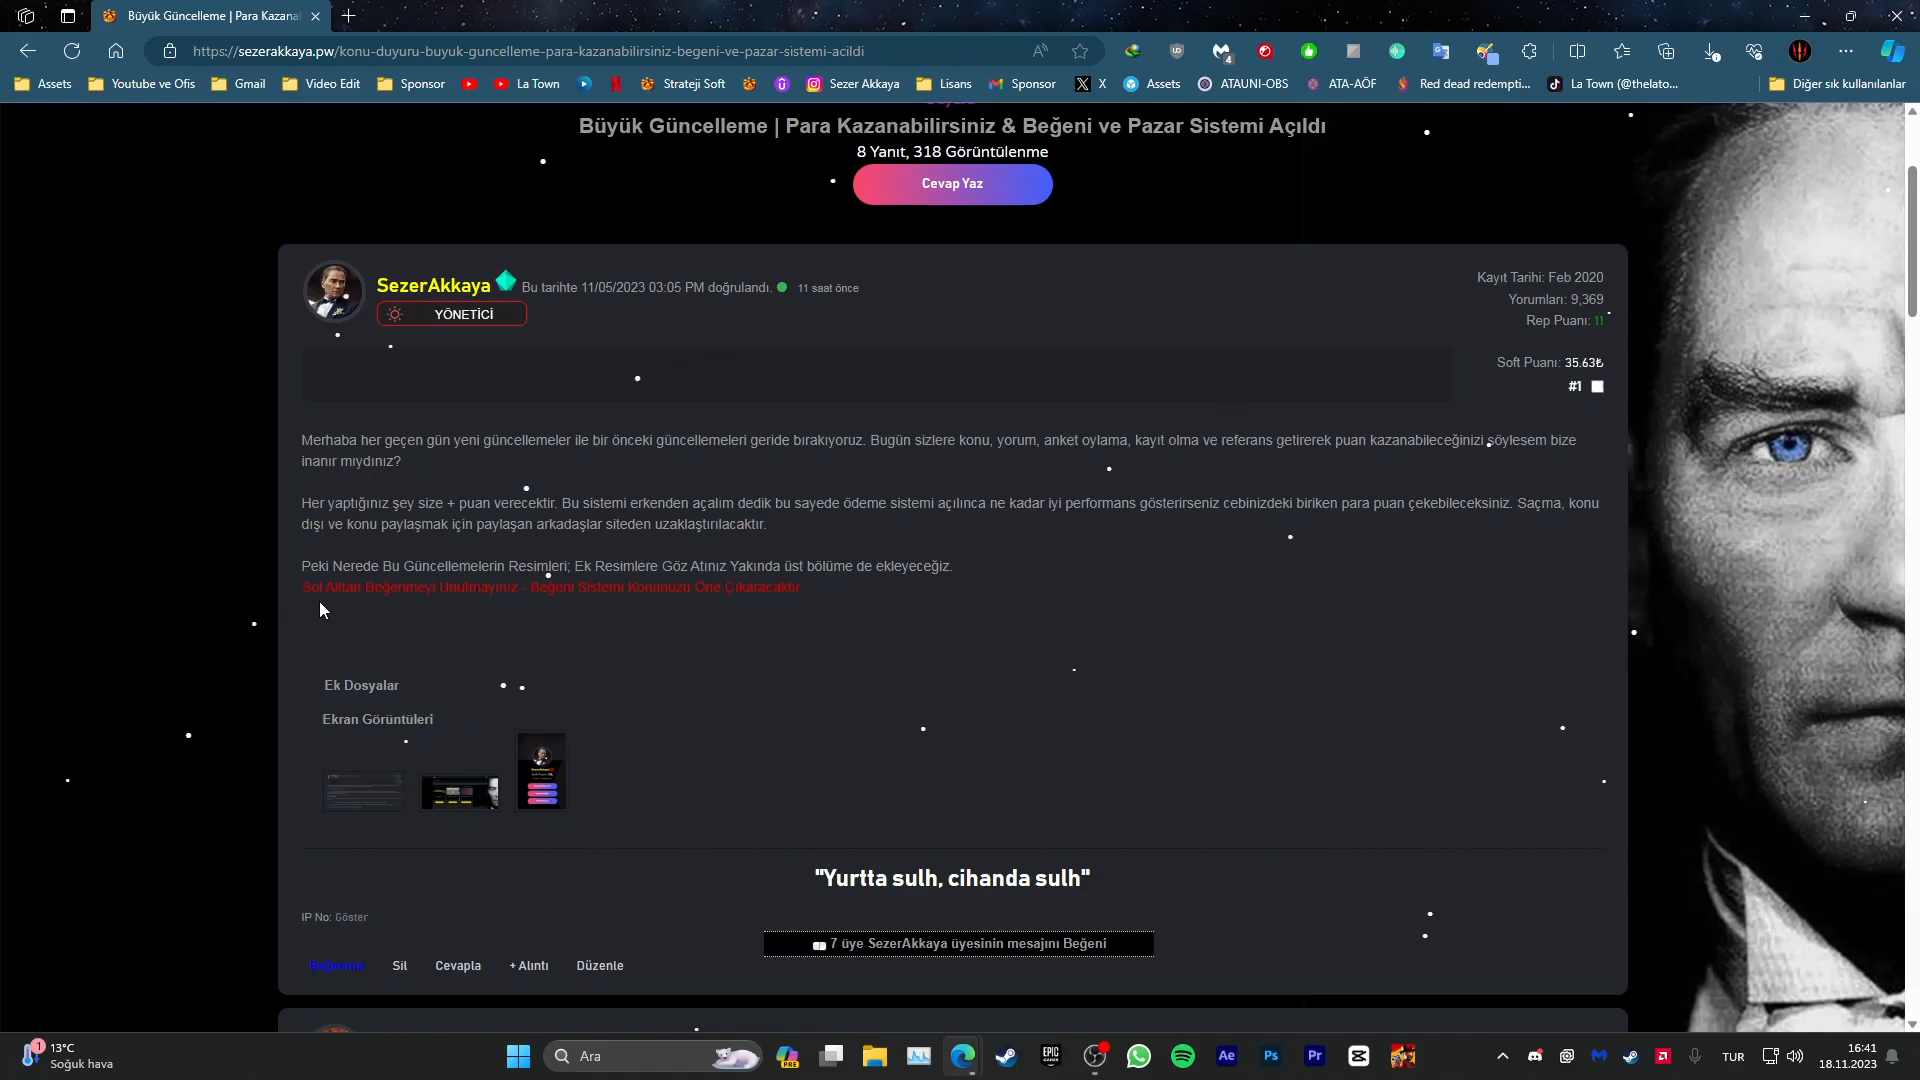 Büyük Güncelleme | Para Kazanal
https://sezerakkaya.pw/konu-duyuru-buyuk-guncelleme-para-kazanabilirsiniz-begeni-ve-pazar-sistemi-acildi
4
Assets Youtube ve Ofis Gmail Video Edit Sponsor La Town Strateji Soft Sezer Akkaya Lisans Sponsor X Assets ATAUNI-OBS ATA-AÖF Red dead redempti... La Town (@thelato... Diğer sık kullanılanlar
Büyük Güncelleme | Para Kazanabilirsiniz & Beğeni ve Pazar Sistemi Açıldı
8 Yanıt, 318 Görüntülenme
Cevap Yaz
SezerAkkaya Bu tarihte 11/05/2023 03:05 PM doğrulandı. 11 saat önce
YÖNETİCİ
Kayıt Tarihi: Feb 2020
Yorumları: 9,369
Rep Puanı: 11
Soft Puanı: 35.63₺
#1
Merhaba her geçen gün yeni güncellemeler ile bir önceki güncellemeleri geride bırakıyoruz. Bugün sizlere konu, yorum, anket oylama, kayıt olma ve referans getirerek puan kazanabileceğinizi söylesem bize
inanır mıydınız?
Her yaptığınız şey size + puan verecektir. Bu sistemi erkenden açalım dedik bu sayede ödeme sistemi açılınca ne kadar iyi performans gösterirseniz cebinizdeki biriken para puan çekebileceksiniz. Saçma, konu
dışı ve konu paylaşmak için paylaşan arkadaşlar siteden uzaklaştırılacaktır.
Peki Nerede Bu Güncellemelerin Resimleri; Ek Resimlere Göz Atınız Yakında üst bölüme de ekleyeceğiz.
Sol Alttan Beğenmeyi Unutmayınız - Beğeni Sistemi Konunuzu Öne Çıkaracaktır
Ek Dosyalar
Ekran Görüntüleri
"Yurtta sulh, cihanda sulh"
IP No: Göster
7 üye SezerAkkaya üyesinin mesajını Beğeni
Sil Cevapla + Alıntı Düzenle
1
13°C
Soğuk hava
Ara
PRE
EPIC GAMES
Ae Ps Pr
TUR
16:41
18.11.2023